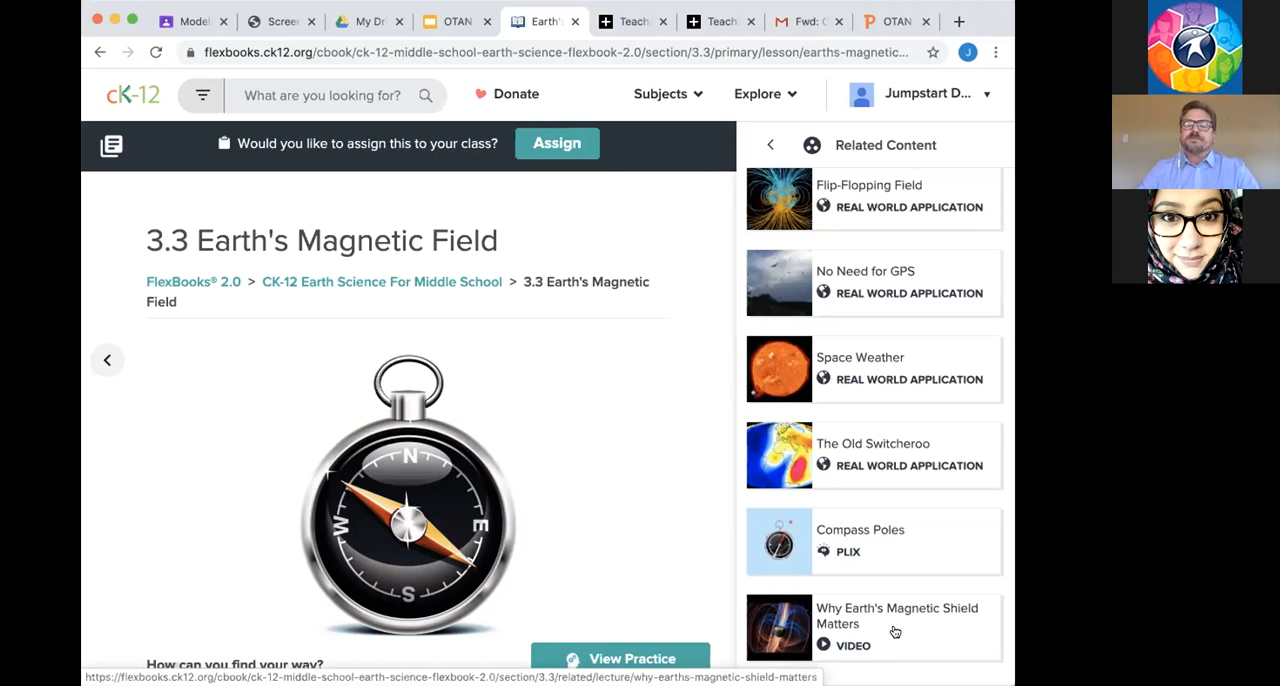 Model
Screer
My Dr
OTAN
Earth'
Teach
Teach
Fwd: C
OTAN
flexbooks.ck12.org/cbook/ck-12-middle-school-earth-science-flexbook-2.0/section/3.3/primary/lesson/earths-magnetic...
J
cK-12
What are you looking for?
Donate
Subjects
Explore
Jumpstart D...
Would you like to assign this to your class?
Assign
Related Content
3.3 Earth's Magnetic Field
FlexBooks® 2.0 > CK-12 Earth Science For Middle School > 3.3 Earth's Magnetic
Field
N
W
E
S
How can you find your way?
View Practice
Flip-Flopping Field
REAL WORLD APPLICATION
No Need for GPS
REAL WORLD APPLICATION
Space Weather
REAL WORLD APPLICATION
The Old Switcheroo
REAL WORLD APPLICATION
Compass Poles
PLIX
Why Earth's Magnetic Shield
Matters
VIDEO
https://flexbooks.ck12.org/cbook/ck-12-middle-school-earth-science-flexbook-2.0/section/3.3/related/lecture/why-earths-magnetic-shield-matters